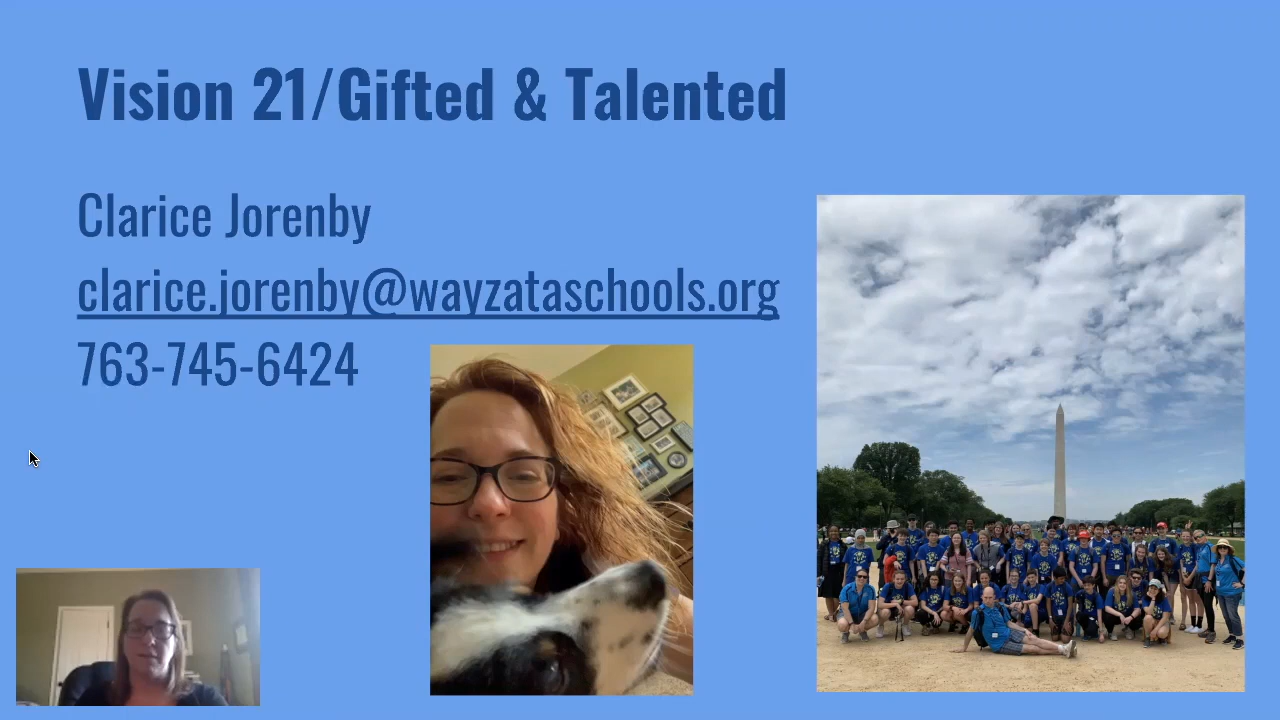 Vision 21/Gifted & Talented
Clarice Jorenby
clarice.jorenby@wayzataschools.org
763-745-6424